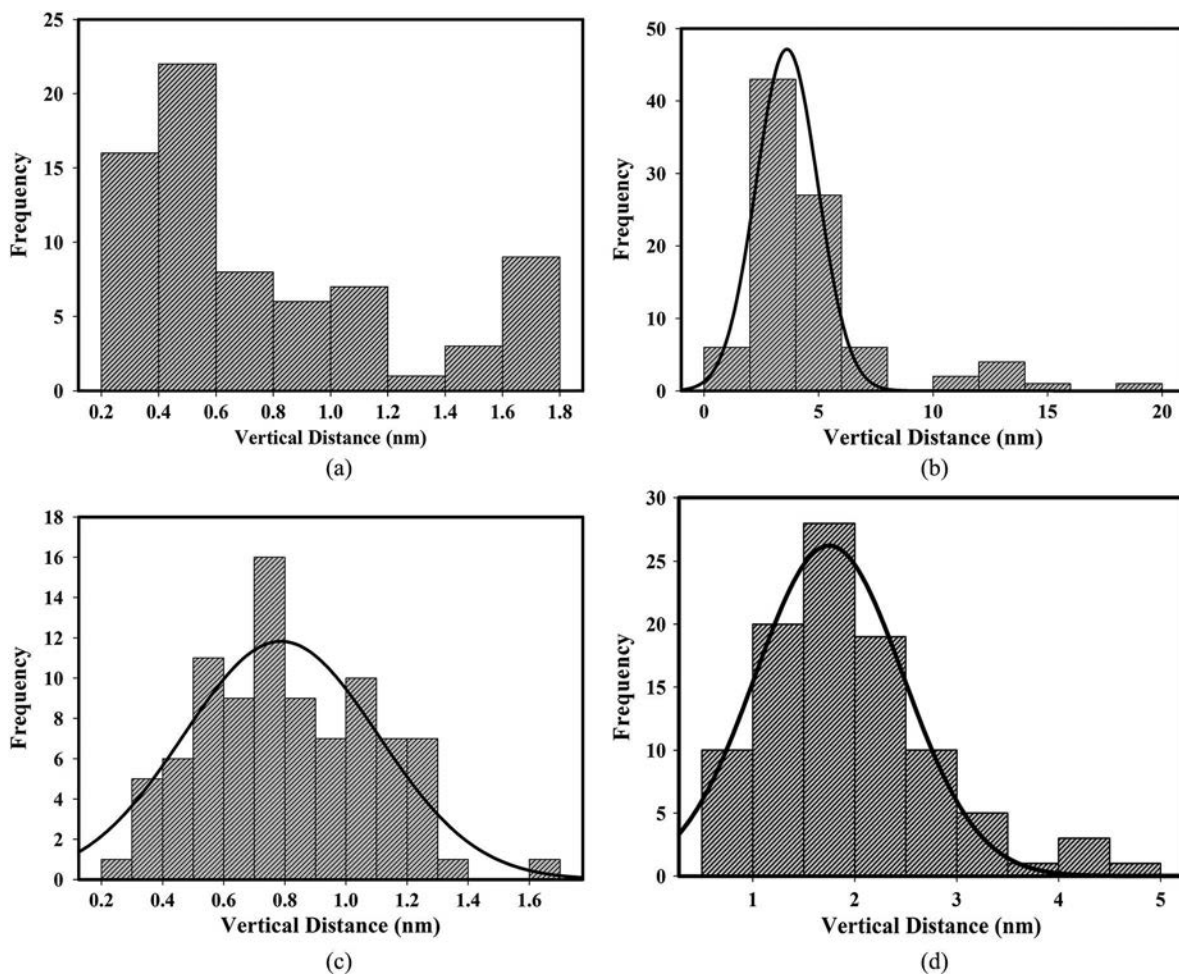 25
20
15
10
5
0
Frequency
0.2 0.4 0.6 0.8 1.0 1.2 1.4 1.6 1.8
Vertical Distance (nm)
(a)
50
40
30
20
10
0
Frequency
0 5 10 15 20
Vertical Distance (nm)
(b)
18
16
14
12
10
8
6
4
2
0
Frequency
0.2 0.4 0.6 0.8 1.0 1.2 1.4 1.6
Vertical Distance (nm)
(c)
30
25
20
15
10
5
0
Frequency
1 2 3 4 5
Vertical Distance (nm)
(d)